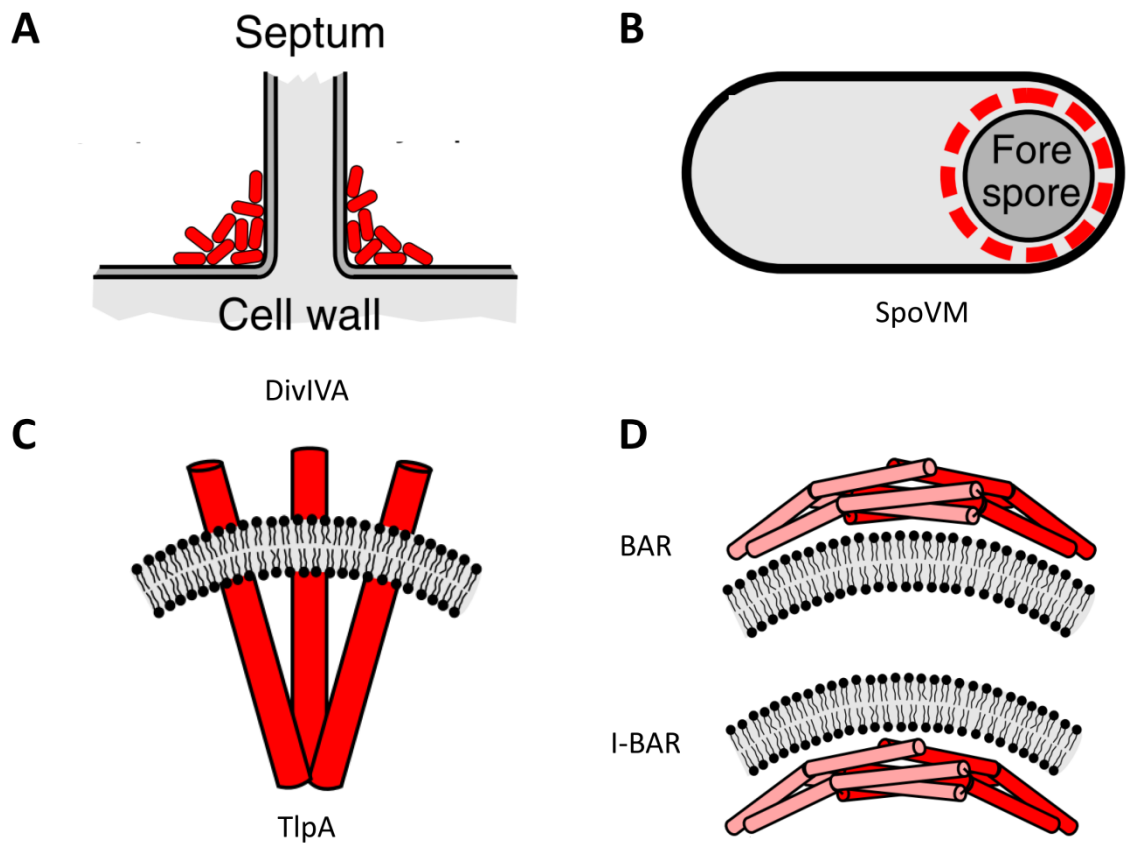 A
Septum
Cell wall
DivIVA
B
Fore
spore
SpoVM
C
TlpA
D
BAR
I-BAR